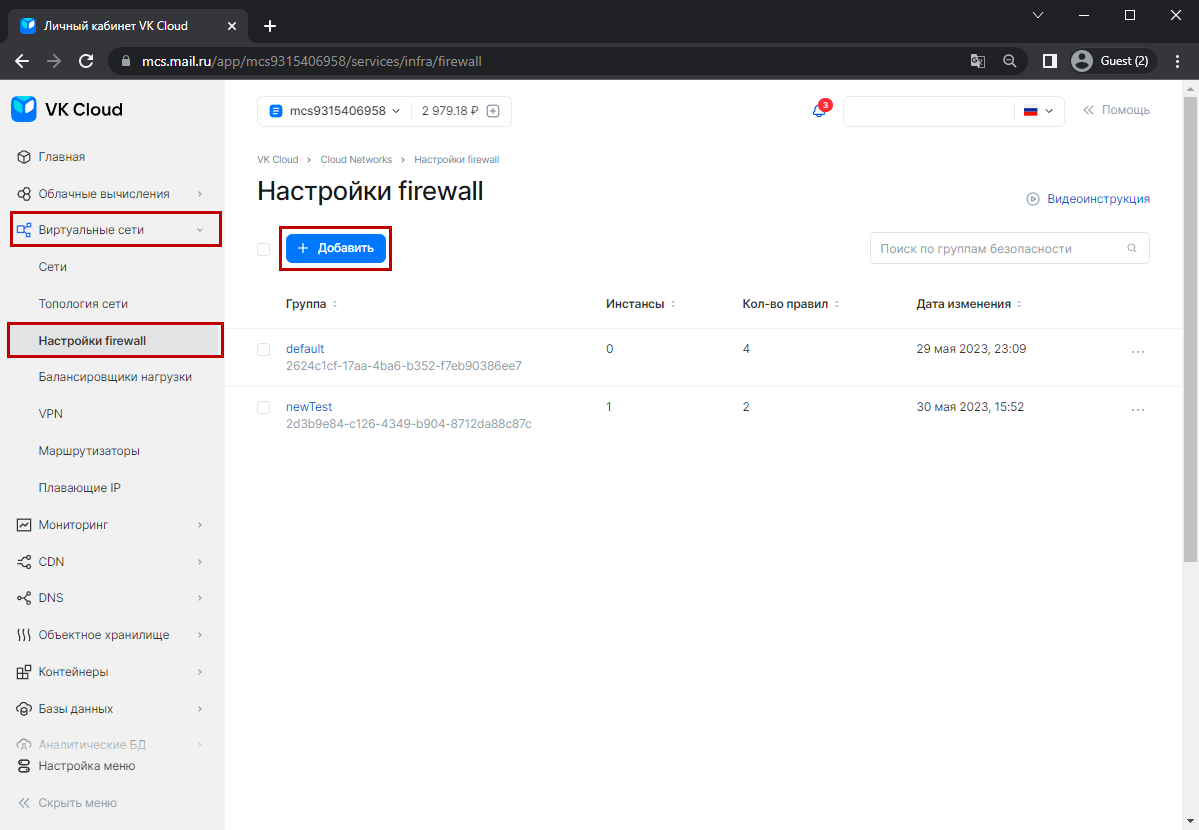 Личный кабинет VK Cloud
mcs.mail.ru/app/mcs9315406958/services/infra/firewall
Guest (2)
VK Cloud
Главная
Облачные вычисления
Виртуальные сети
Сети
Топология сети
Настройки firewall
Балансировщики нагрузки
VPN
Маршрутизаторы
Плавающие IP
Мониторинг
CDN
DNS
Объектное хранилище
Контейнеры
Базы данных
Аналитические БД
Настройка меню
Скрыть меню
mcs9315406958 2 979.18 ₽
3
Помощь
VK Cloud Cloud Networks Настройки firewall
Настройки firewall
Видеоинструкция
Добавить
Поиск по группам безопасности
Группа Инстансы Кол-во правил Дата изменения
default 0 4 29 мая 2023, 23:09
2624c1cf-17aa-4ba6-b352-f7eb90386ee7
newTest 1 2 30 мая 2023, 15:52
2d3b9e84-c126-4349-b904-8712da88c87c